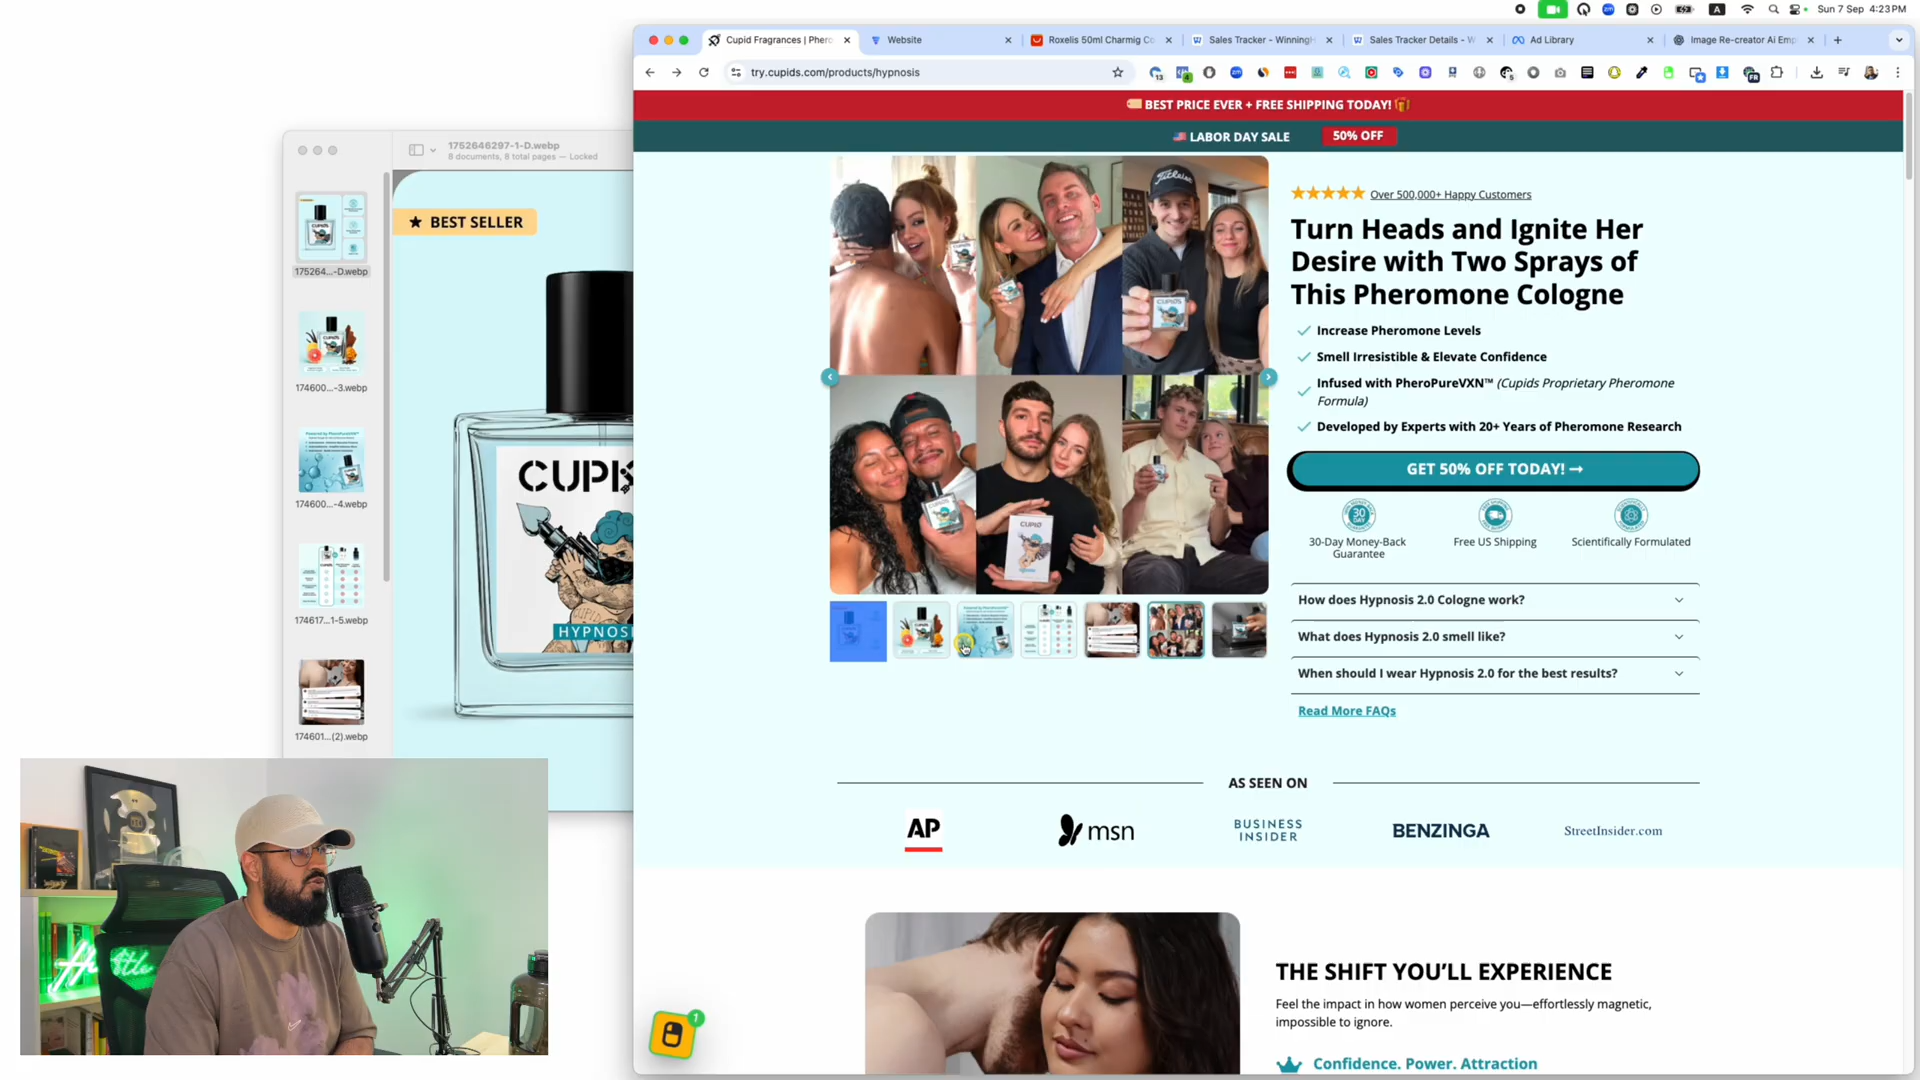 Sun 7 Sep 4:23 PM
Cupid Fragrances | Phero
Website
Roxelis 50ml Charmig Co
Sales Tracker - WinningH
Sales Tracker Details - W
Ad Library
Image Re-creator Ai Emp
try.cupids.com/products/hypnosis
BEST PRICE EVER + FREE SHIPPING TODAY!
LABOR DAY SALE
50% OFF
1752646297-1-D.webp
8 documents, 8 total pages — Locked
175264...-D.webp
174600...-3.webp
174600...-4.webp
174617...1-5.webp
174601...(2).webp
★ BEST SELLER
Over 500,000+ Happy Customers
Turn Heads and Ignite Her
Desire with Two Sprays of
This Pheromone Cologne
Increase Pheromone Levels
Smell Irresistible & Elevate Confidence
Infused with PheroPureVXN™ (Cupids Proprietary Pheromone
Formula)
Developed by Experts with 20+ Years of Pheromone Research
GET 50% OFF TODAY! →
30-Day Money-Back
Guarantee
Free US Shipping
Scientifically Formulated
How does Hypnosis 2.0 Cologne work?
What does Hypnosis 2.0 smell like?
When should I wear Hypnosis 2.0 for the best results?
Read More FAQs
AS SEEN ON
AP
msn
BUSINESS
INSIDER
BENZINGA
StreetInsider.com
THE SHIFT YOU'LL EXPERIENCE
Feel the impact in how women perceive you—effortlessly magnetic,
impossible to ignore.
Confidence. Power. Attraction